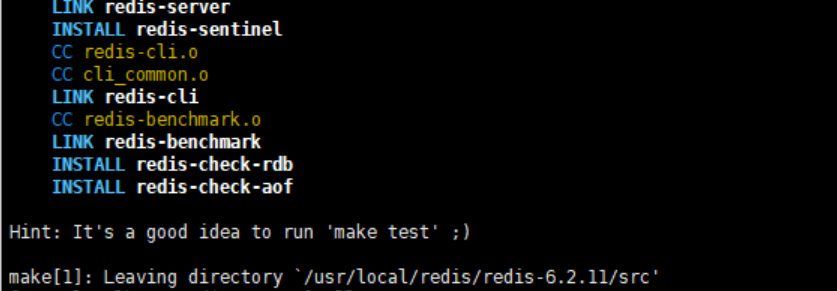 LINK redis-server
INSTALL redis-sentinel
CC redis-cli.o
CC cli_common.o
LINK redis-cli
CC redis-benchmark.o
LINK redis-benchmark
INSTALL redis-check-rdb
INSTALL redis-check-aof
Hint: It's a good idea to run 'make test' ;)
make[1]: Leaving directory `/usr/local/redis/redis-6.2.11/src'